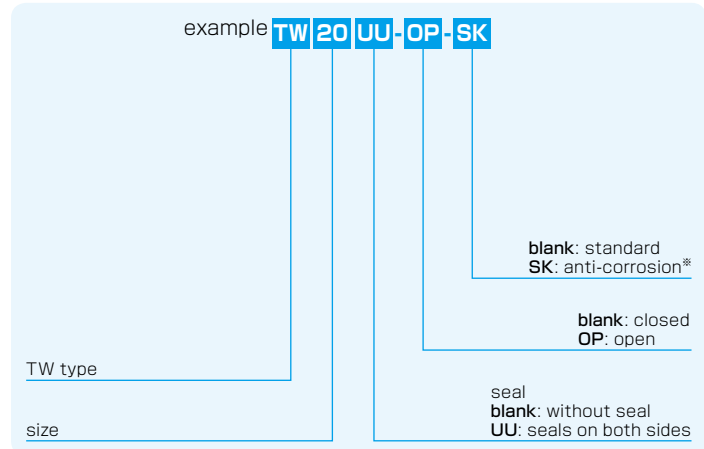 example TW 20 UU - OP - SK
blank: standard
SK: anti-corrosion※
blank: closed
OP: open
TW type
seal
blank: without seal
size
UU: seals on both sides